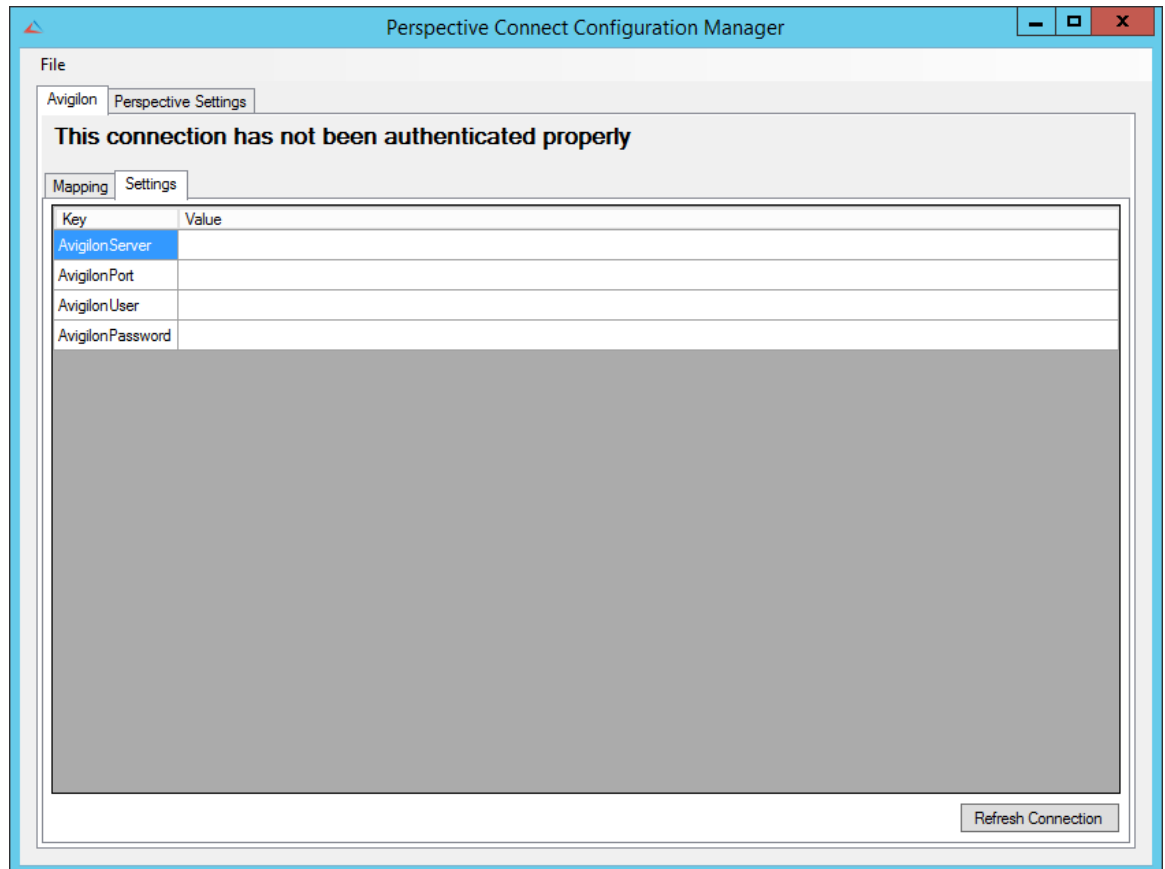 Perspective Connect Configuration Manager
File
Avigilon Perspective Settings
This connection has not been authenticated properly
Mapping Settings
Key Value
AvigilonServer
AvigilonPort
AvigilonUser
AvigilonPassword
Refresh Connection